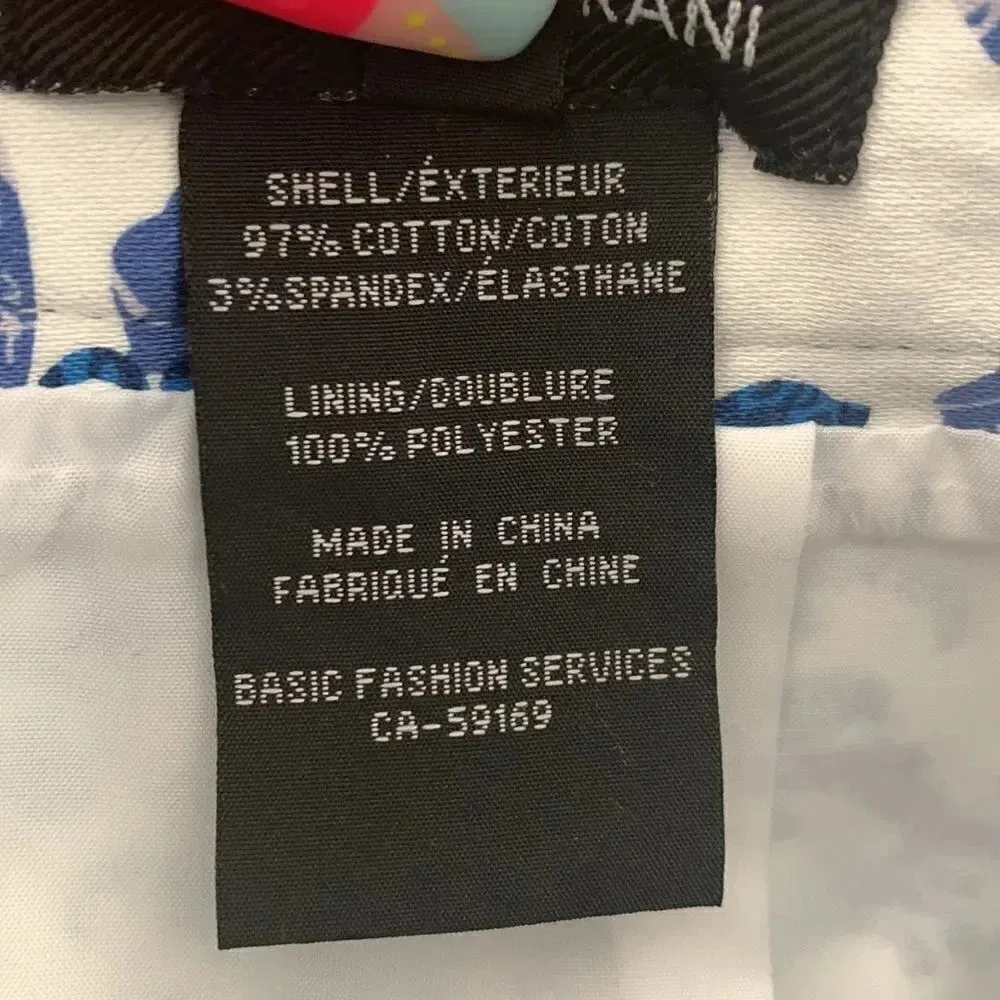 SHELL/ÉXTERIEUR
97% COTTON/COTON
3% SPANDEX/ÉLASTHANE
LINING/DOUBLURE
100% POLYESTER
MADE IN CHINA
FABRIQUÉ EN CHINE
BASIC FASHION SERVICES
CA-59169